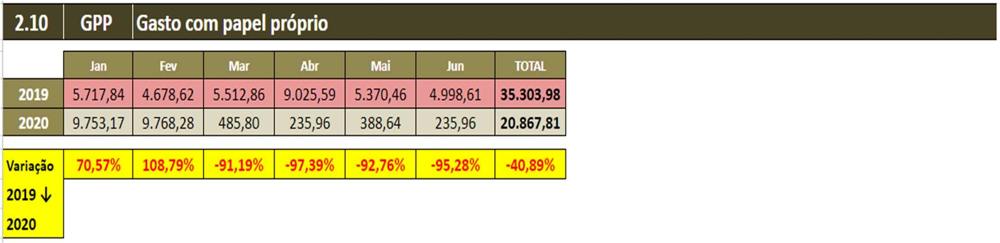 2.10 GPP Gasto com papel próprio
Jan Fev Mar Abr Mai Jun TOTAL
2019 5.717,84 4.678,62 5.512,86 9.025,59 5.370,46 4.998,61 35.303,98
2020 9.753,17 9.768,28 485,80 235,96 388,64 235,96 20.867,81
Variação 70,57% 108,79% -91,19% -97,39% -92,76% -95,28% -40,89%
2019 ↓
2020